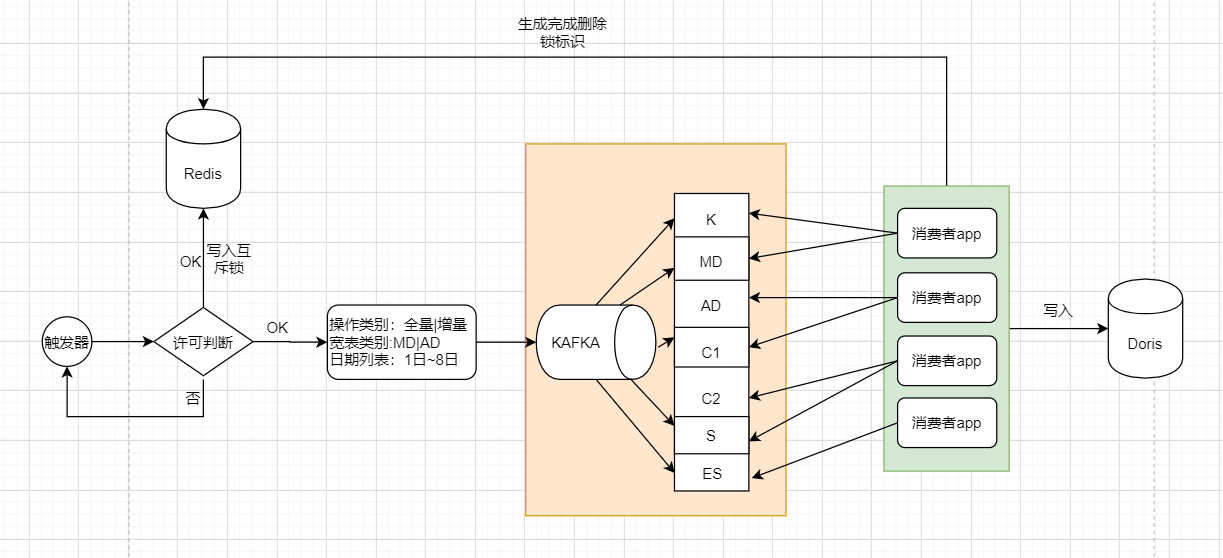 生成完成删除
锁标识
Redis
OK
写入互
斥锁
触发器
许可判断
OK
否
操作类别：全量|增量
宽表类别:MD|AD
日期列表：1日~8日
KAFKA
K
MD
AD
C1
C2
S
ES
消费者app
消费者app
消费者app
消费者app
写入
Doris